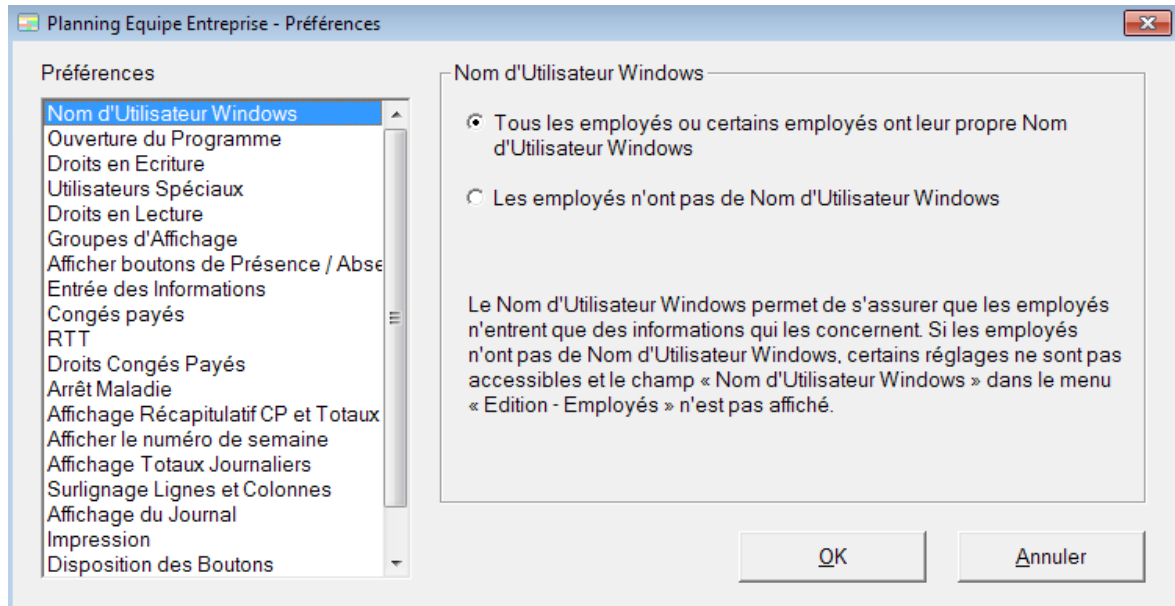 Planning Equipe Entreprise - Préférences
Préférences
Nom d'Utilisateur Windows
Ouverture du Programme
Droits en Ecriture
Utilisateurs Spéciaux
Droits en Lecture
Groupes d'Affichage
Afficher boutons de Présence / Abse
Entrée des Informations
Congés payés
RTT
Droits Congés Payés
Arrêt Maladie
Affichage Récapitulatif CP et Totaux
Afficher le numéro de semaine
Affichage Totaux Journaliers
Surlignage Lignes et Colonnes
Affichage du Journal
Impression
Disposition des Boutons
Nom d'Utilisateur Windows
Tous les employés ou certains employés ont leur propre Nom
d'Utilisateur Windows
Les employés n'ont pas de Nom d'Utilisateur Windows
Le Nom d'Utilisateur Windows permet de s'assurer que les employés
n'entrent que des informations qui les concernent. Si les employés
n'ont pas de Nom d'Utilisateur Windows, certains réglages ne sont pas
accessibles et le champ « Nom d'Utilisateur Windows » dans le menu
« Edition - Employés » n'est pas affiché.
OK
Annuler